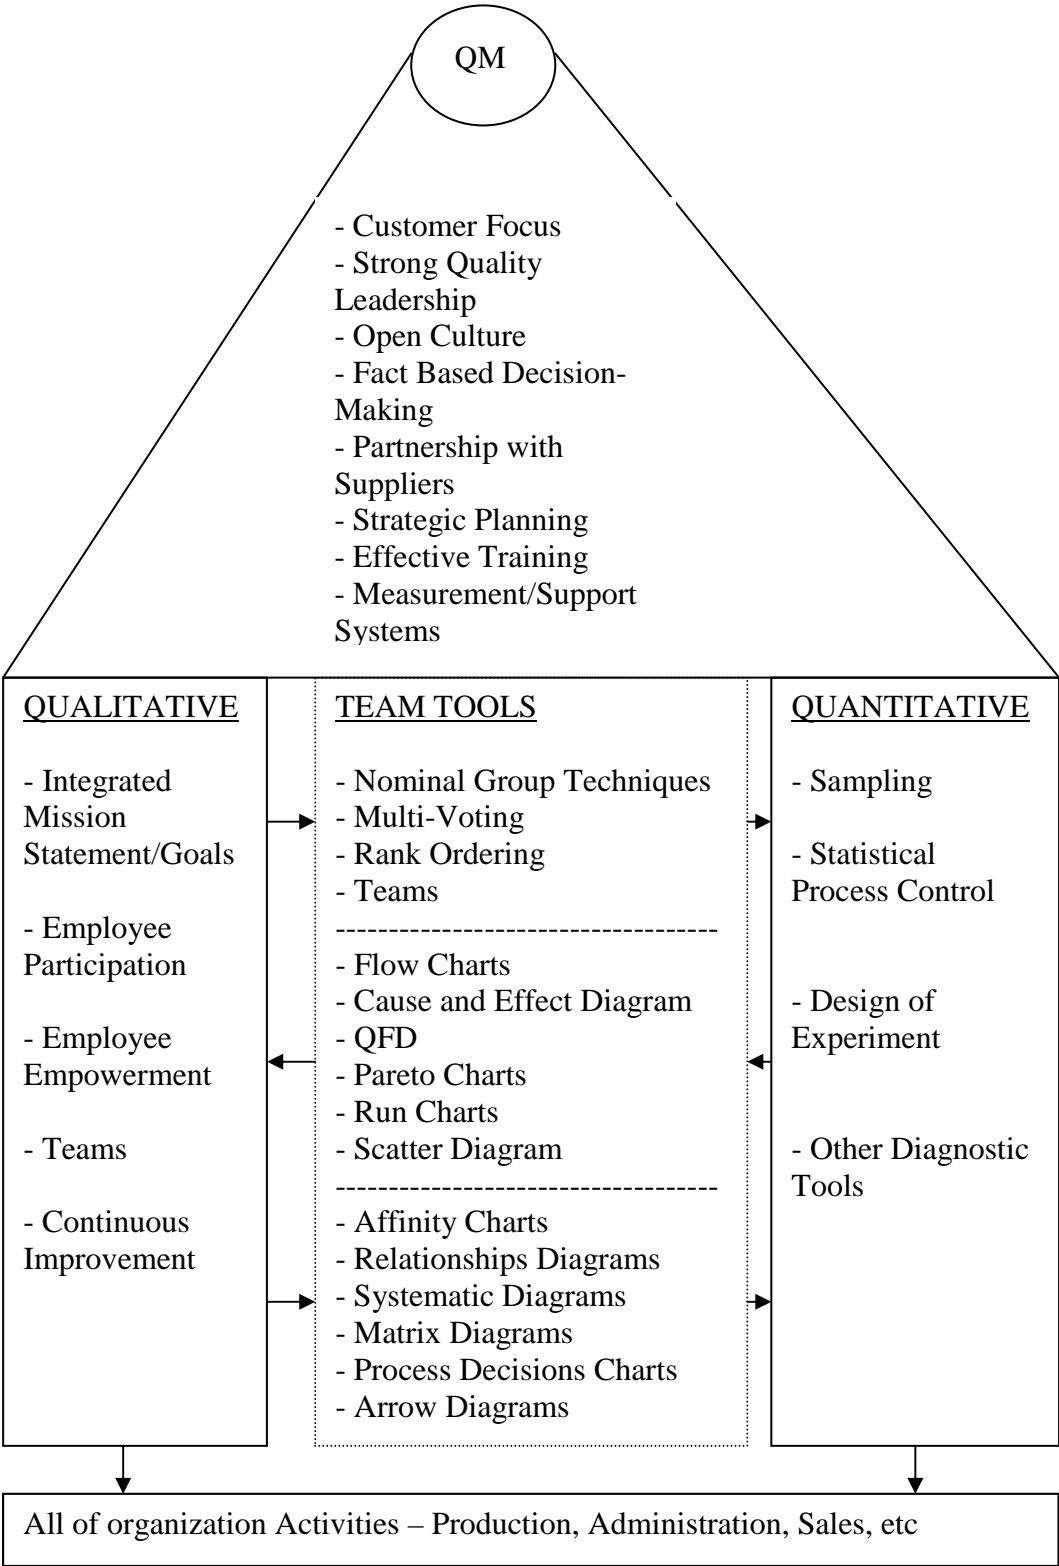 QM
- Customer Focus
- Strong Quality
Leadership
- Open Culture
- Fact Based Decision-
Making
- Partnership with
Suppliers
- Strategic Planning
- Effective Training
- Measurement/Support
Systems
QUALITATIVE
- Integrated
Mission
Statement/Goals
- Employee
Participation
- Employee
Empowerment
- Teams
- Continuous
Improvement
TEAM TOOLS
- Nominal Group Techniques
- Multi-Voting
- Rank Ordering
- Teams
------------------------------------
- Flow Charts
- Cause and Effect Diagram
- QFD
- Pareto Charts
- Run Charts
- Scatter Diagram
------------------------------------
- Affinity Charts
- Relationships Diagrams
- Systematic Diagrams
- Matrix Diagrams
- Process Decisions Charts
- Arrow Diagrams
QUANTITATIVE
- Sampling
- Statistical
Process Control
- Design of
Experiment
- Other Diagnostic
Tools
All of organization Activities – Production, Administration, Sales, etc